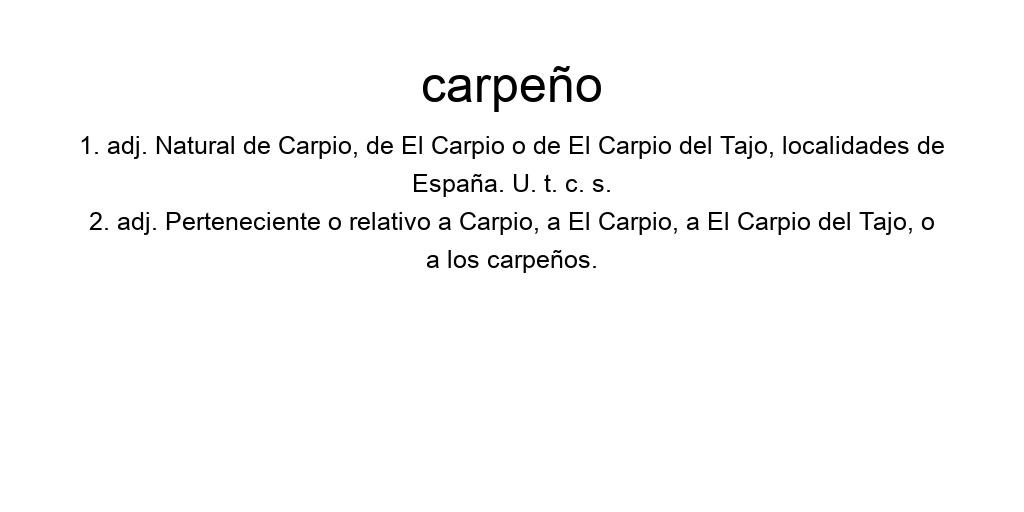 carpeño
1. adj. Natural de Carpio, de El Carpio o de El Carpio del Tajo, localidades de
España. U. t. c. s.
2. adj. Perteneciente o relativo a Carpio, a El Carpio, a El Carpio del Tajo, o
a los carpeños.